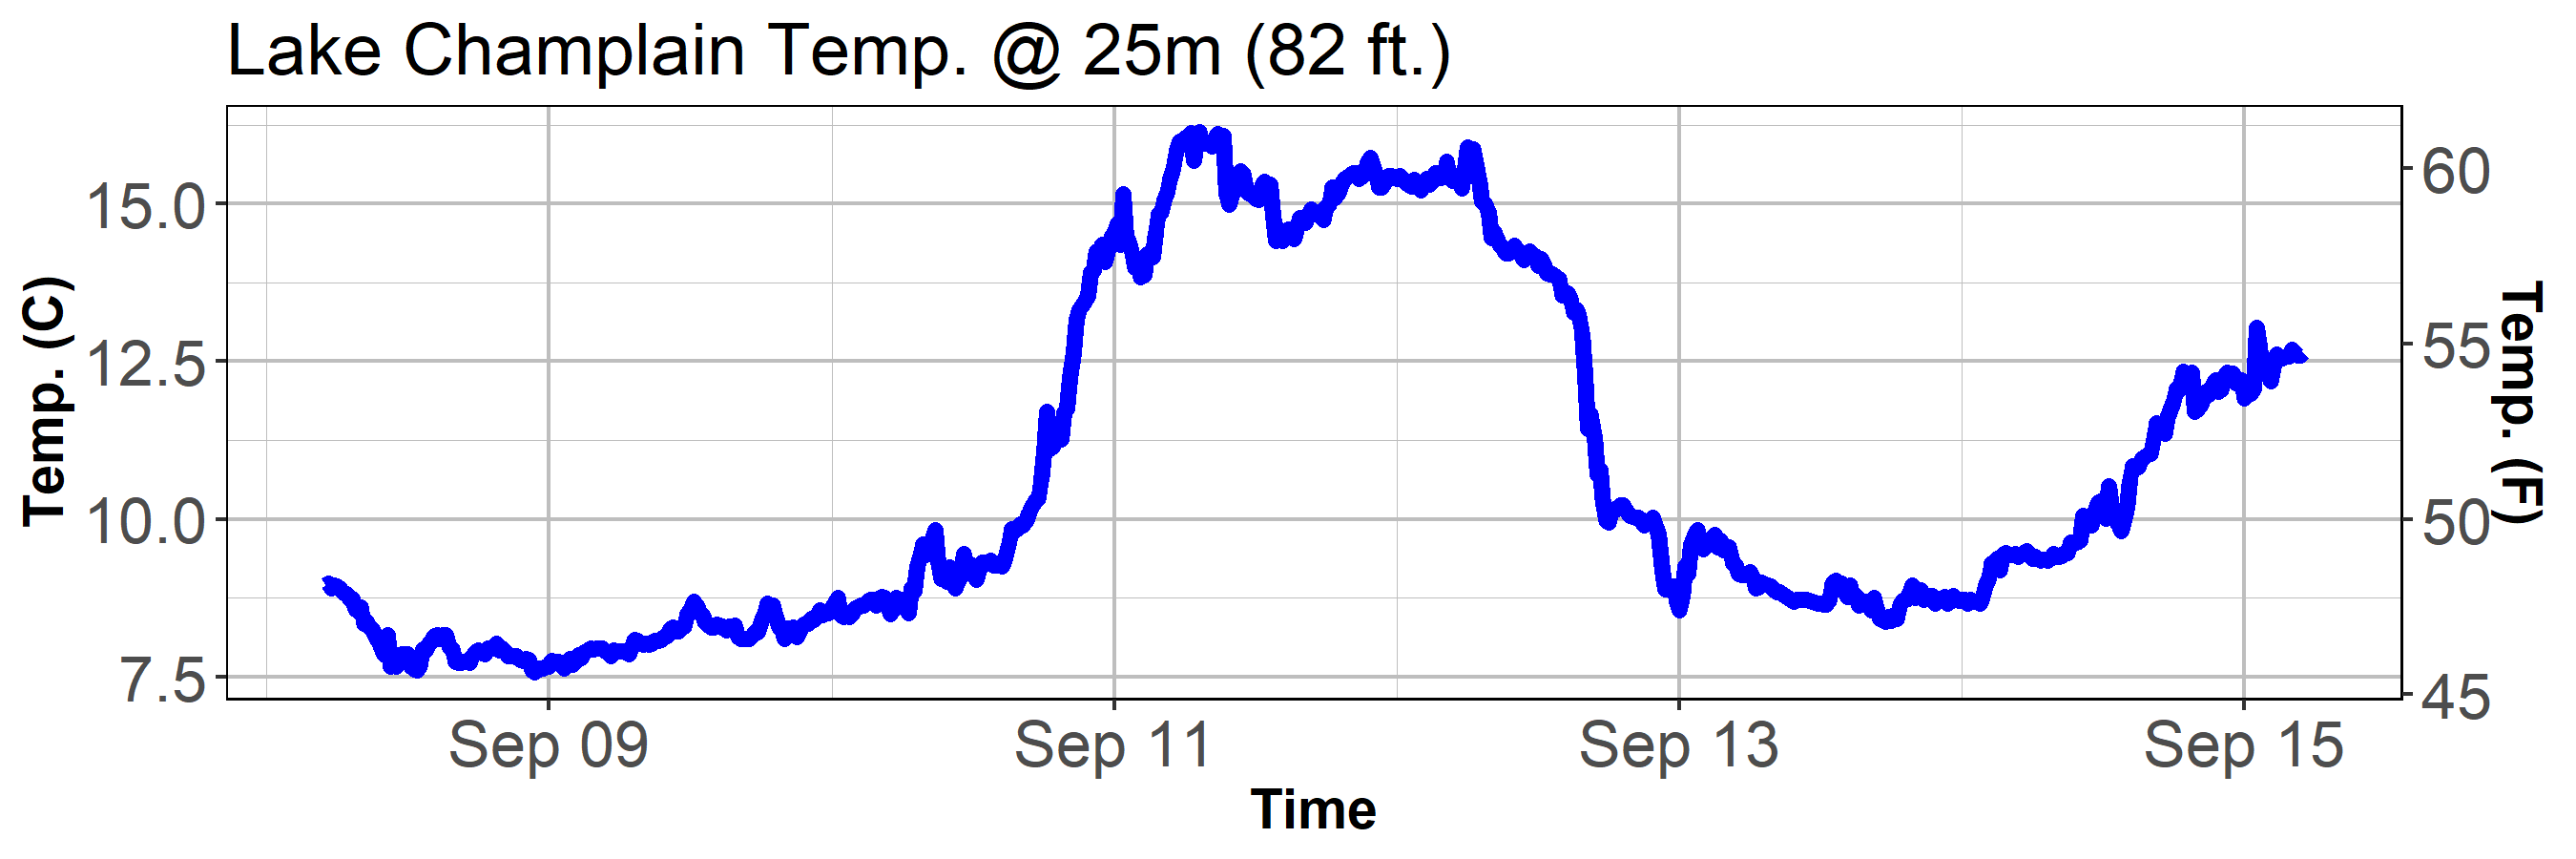 Lake Champlain Temp. @ 25m (82 ft.)
Temp. (C)
15.0
12.5
10.0
7.5
60
55
50
45
Temp. (F)
Sep 09 Sep 11 Sep 13 Sep 15
Time